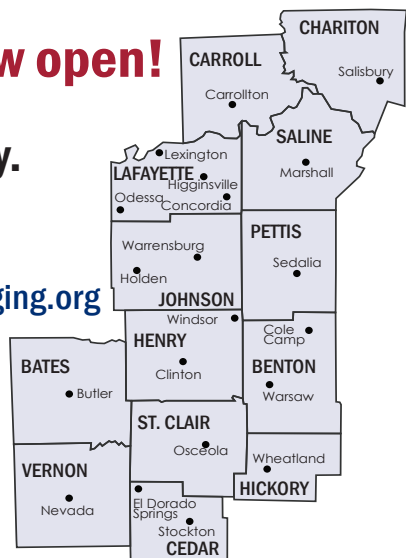 w open!
y.
ging.org
CHARITON
Salisbury
CARROLL
Carrollton
SALINE
Marshall
Lexington
LAFAYETTE
Higginsville
Odessa
Concordia
PETTIS
Sedalia
Warrensburg
Holden
JOHNSON
Windsor
HENRY
Clinton
Cole
Camp
BENTON
Warsaw
BATES
Butler
ST. CLAIR
Osceola
Wheatland
HICKORY
VERNON
Nevada
El Dorado
Springs
Stockton
CEDAR